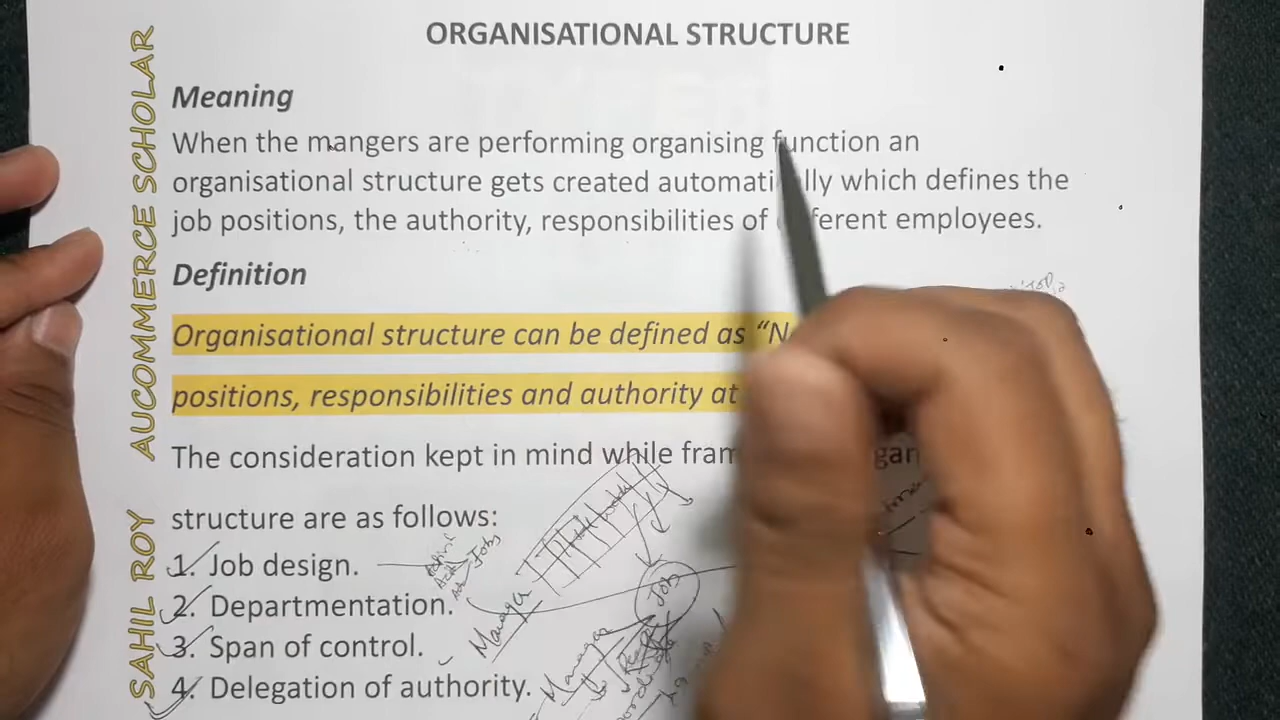 ORGANISATIONAL STRUCTURE
Meaning
When the mangers are performing organising function an
organisational structure gets created automati lly which defines the
job positions, the authority, responsibilities of ferent employees.
Definition
Organisational structure can be defined as “N
positions, responsibilities and authority at
The consideration kept in mind while fram gan
structure are as follows:
1. Job design.
Jobs
2. Departmentation.
Job
3. Span of control.
Manager
4. Delegation of authority.
SAHIL ROY AUCOMMERCE SCHOLAR